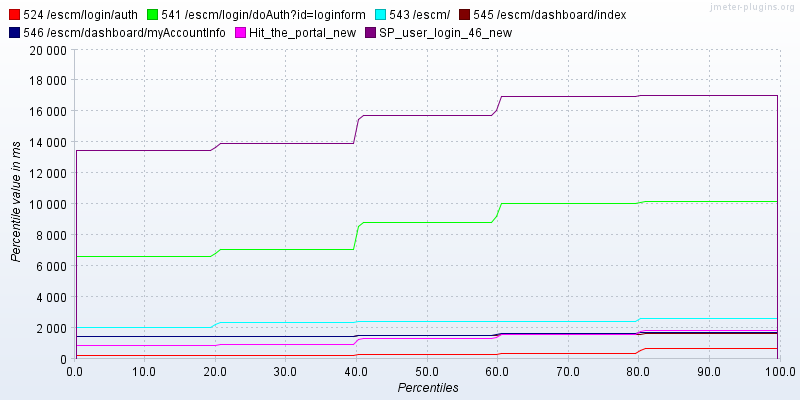 jmeter-plugins.org
524 /escm/login/auth 541 /escm/login/doAuth?id=loginform 543 /escm/ 545 /escm/dashboard/index
546 /escm/dashboard/myAccountInfo Hit_the_portal_new SP_user_login_46_new
20 000
18 000
16 000
14 000
12 000
10 000
8 000
6 000
4 000
2 000
0
Percentile value in ms
0.0 10.0 20.0 30.0 40.0 50.0 60.0 70.0 80.0 90.0 100.0
Percentiles